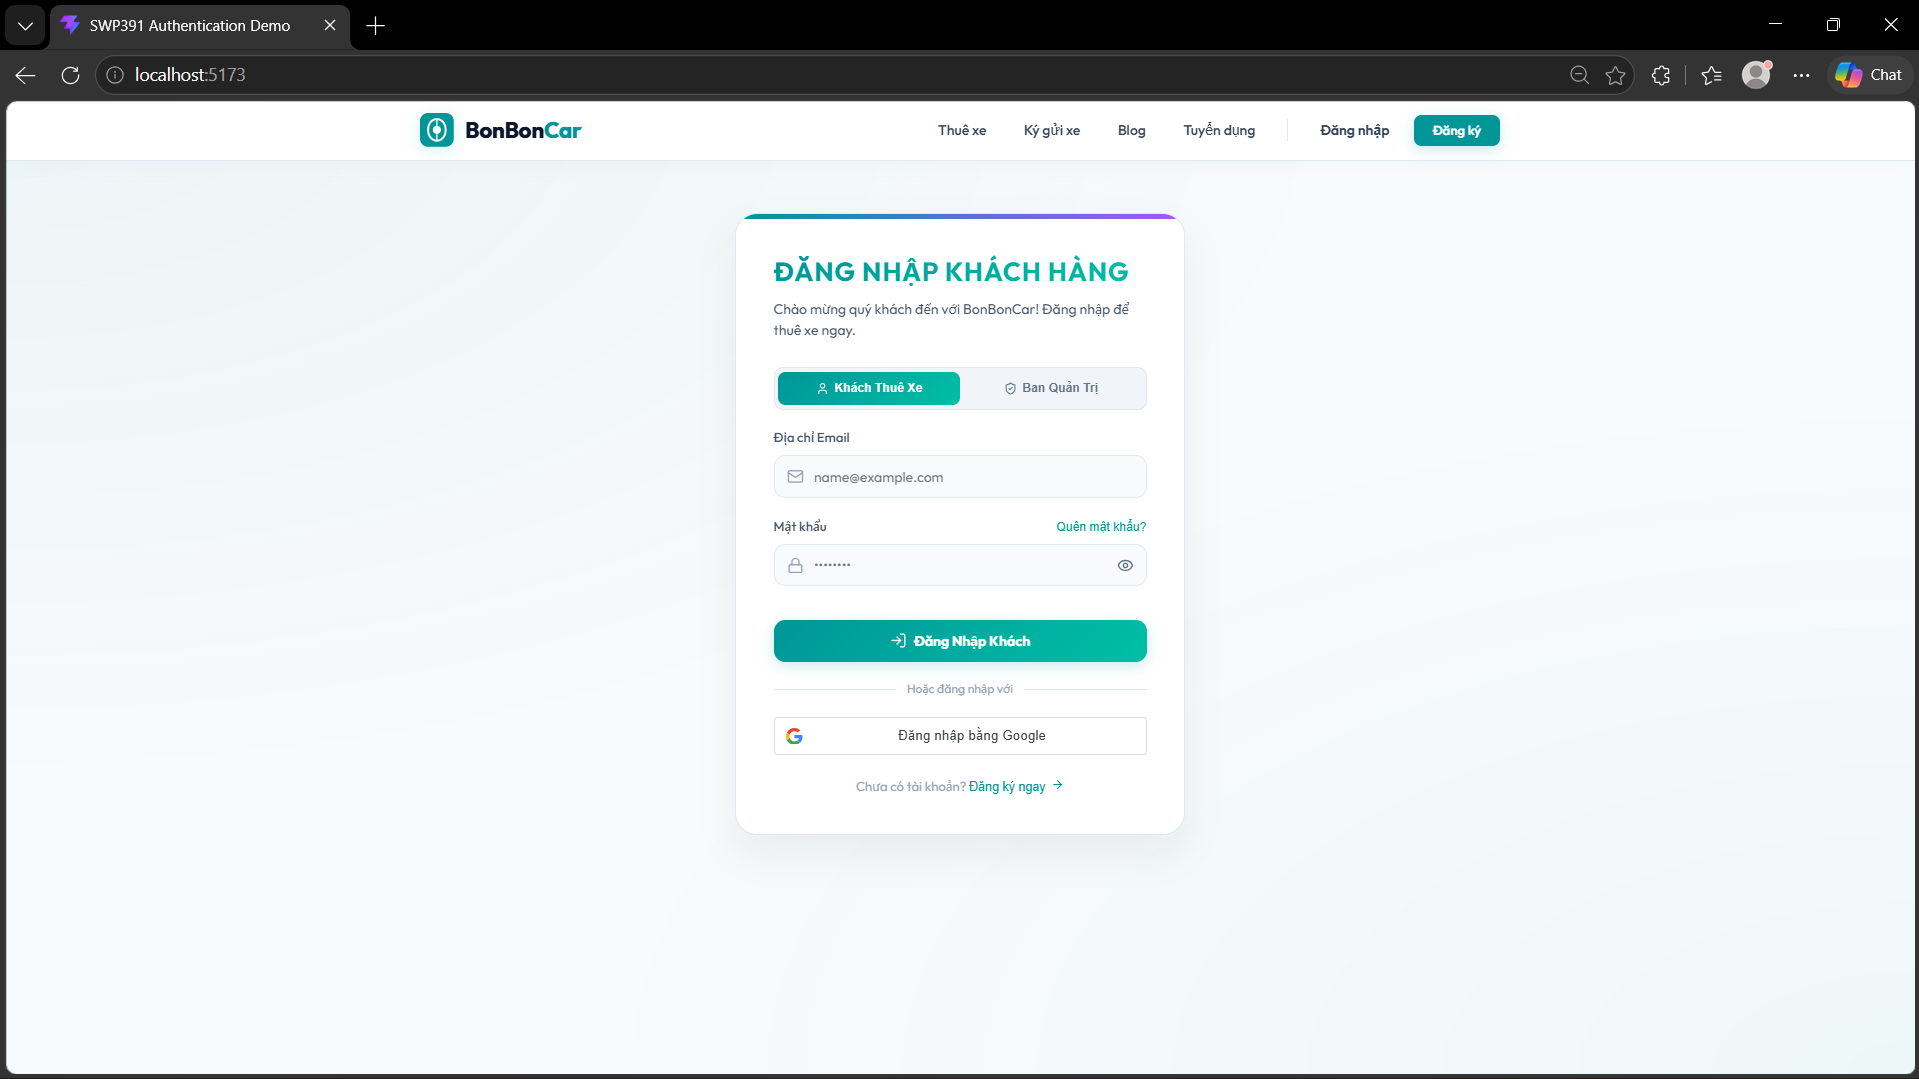 SWP391 Authentication Demo
localhost:5173
Chat
BonBonCar
Thuê xe
Ký gửi xe
Blog
Tuyển dụng
Đăng nhập
Đăng ký
ĐĂNG NHẬP KHÁCH HÀNG
Chào mừng quý khách đến với BonBonCar! Đăng nhập để
thuê xe ngay.
Khách Thuê Xe
Ban Quản Trị
Địa chỉ Email
name@example.com
Mật khẩu
Quên mật khẩu?
••••••••
Đăng Nhập Khách
Hoặc đăng nhập với
Đăng nhập bằng Google
Chưa có tài khoản? Đăng ký ngay →